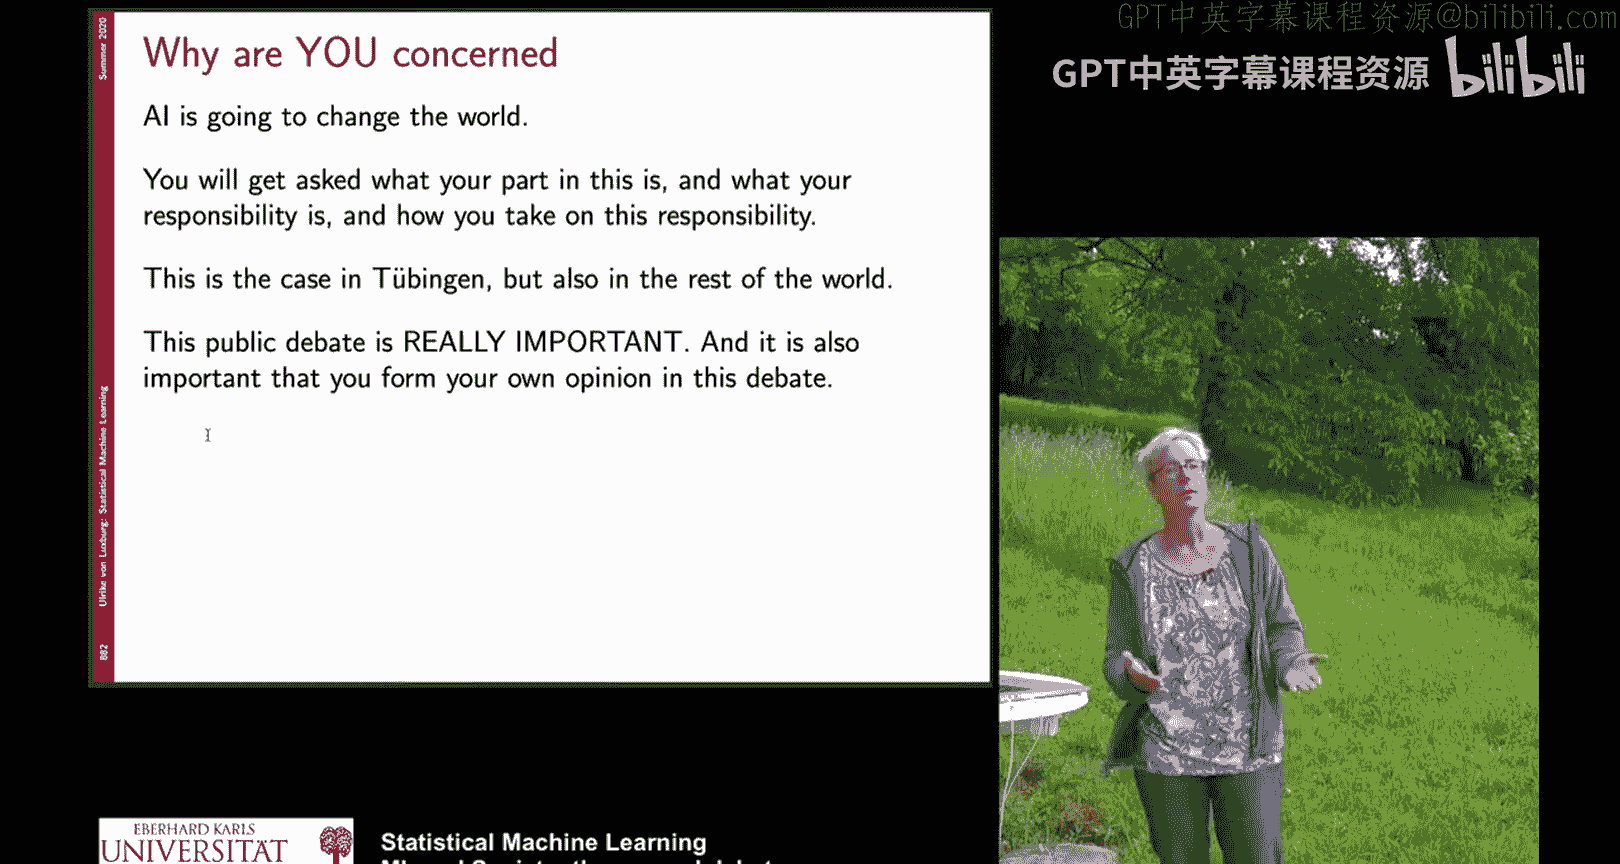 GPT中英字幕课程资源@bilibili.com
GPT中英字幕课程资源 bilibili
Why are YOU concerned
AI is going to change the world.
You will get asked what your part in this is, and what your
responsibility is, and how you take on this responsibility.
This is the case in Tübingen, but also in the rest of the world.
This public debate is REALLY IMPORTANT. And it is also
important that you form your own opinion in this debate.
Summer 2020
Ulrike von Luxburg: Statistical Machine Learning
882
EBERHARD KARLS
UNIVERSITÄT
Statistical Machine Learning